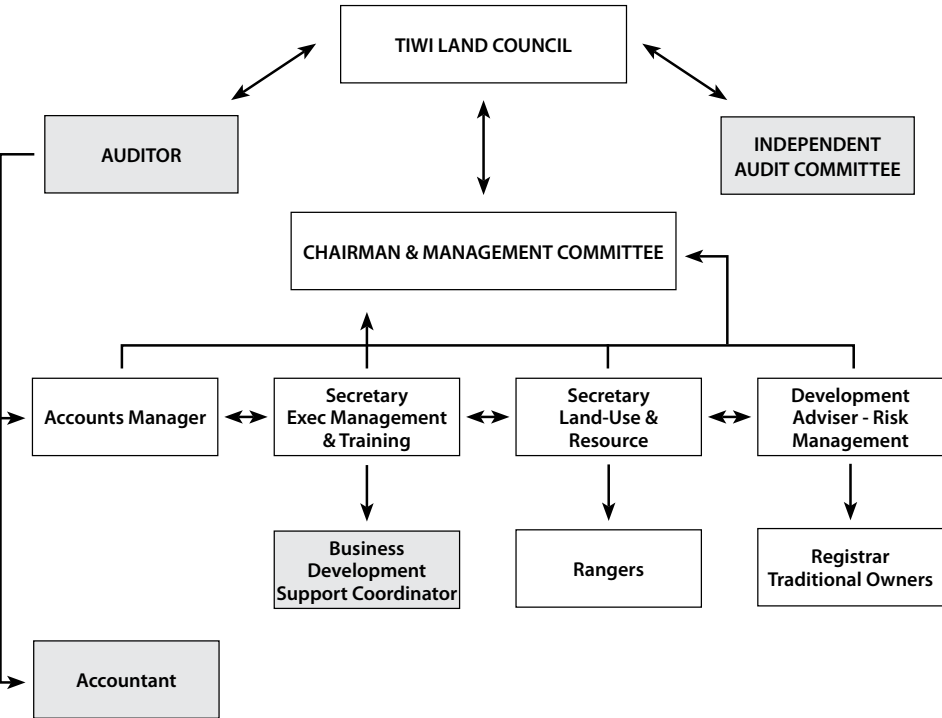 TIWI LAND COUNCIL
AUDITOR
INDEPENDENT
AUDIT COMMITTEE
CHAIRMAN & MANAGEMENT COMMITTEE
Accounts Manager
Secretary
Exec Management
& Training
Secretary
Land-Use &
Resource
Development
Adviser - Risk
Management
Business
Development
Support Coordinator
Rangers
Registrar
Traditional Owners
Accountant